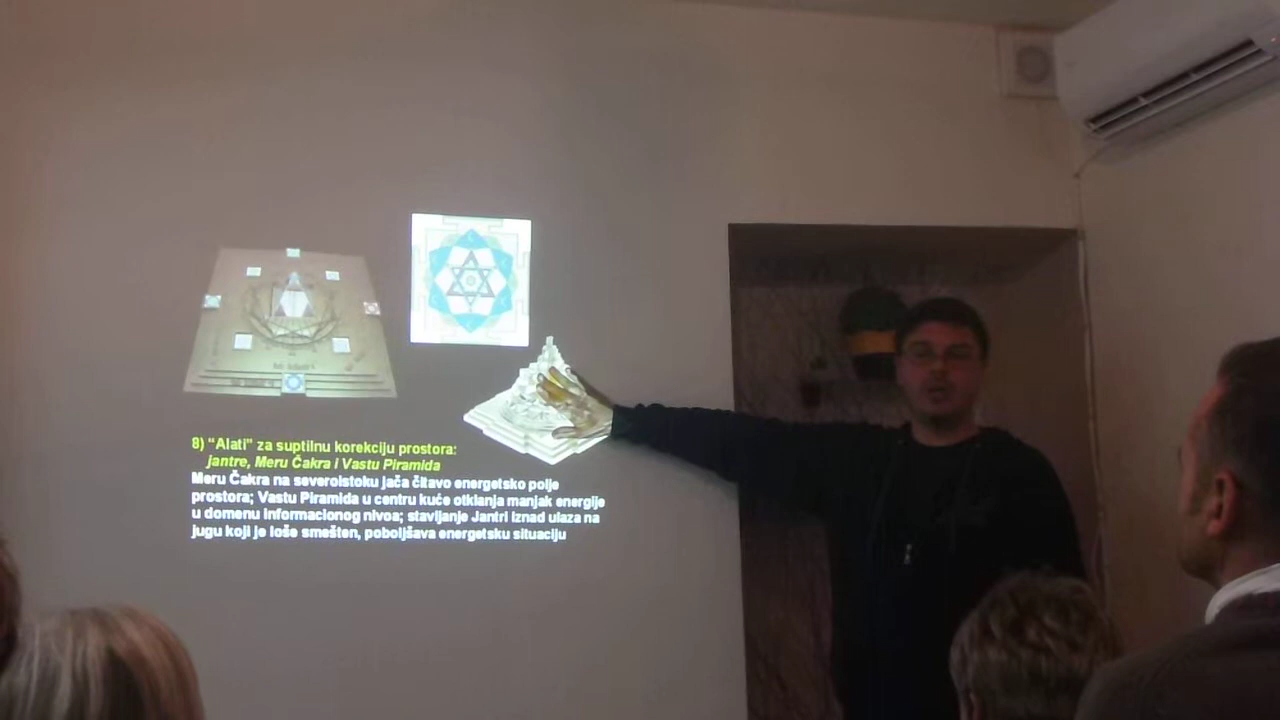 8) “Alati” za suptilnu korekciju prostora:
jantre, Meru Čakra i Vastu Piramida
Meru Čakra na severoistoku jača čitavo energetsko polje
prostora; Vastu Piramida u centru kuće otklanja manjak energije
u domenu informacionog nivoa; stavljanje Jantri iznad ulaza na
jugu koji je loše smešten, poboljšava energetsku situaciju